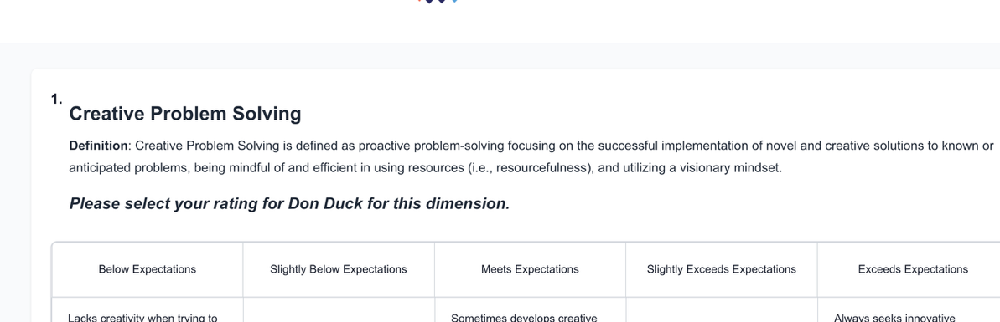 1.
Creative Problem Solving
Definition: Creative Problem Solving is defined as proactive problem-solving focusing on the successful implementation of novel and creative solutions to known or
anticipated problems, being mindful of and efficient in using resources (i.e., resourcefulness), and utilizing a visionary mindset.
Please select your rating for Don Duck for this dimension.
Below Expectations Slightly Below Expectations Meets Expectations Slightly Exceeds Expectations Exceeds Expectations
Lacks creativity when trying to Sometimes develops creative Always seeks innovative